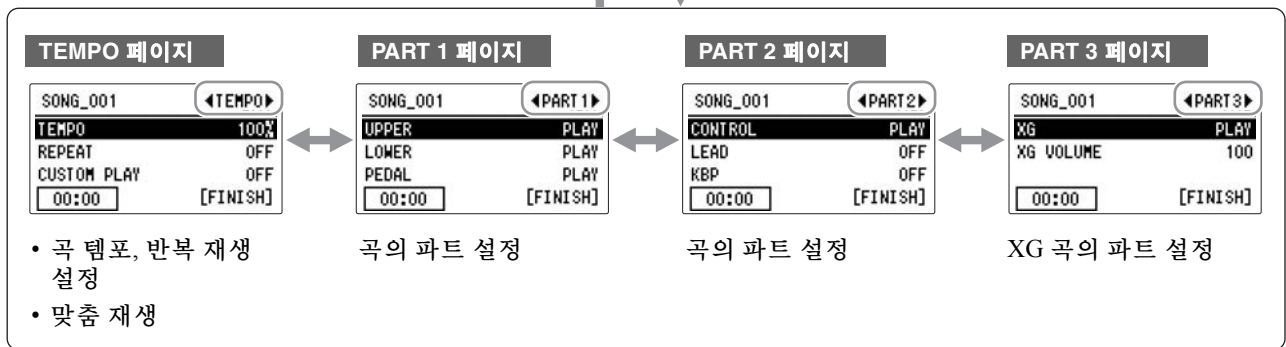 TEMPO 페이지
SONG_001 ◀TEMPO▶
TEMPO 100%
REPEAT OFF
CUSTOM PLAY OFF
00:00 [FINISH]
• 곡 템포, 반복 재생
설정
• 맞춤 재생
PART 1 페이지
SONG_001 ◀PART1▶
UPPER PLAY
LOWER PLAY
PEDAL PLAY
00:00 [FINISH]
곡의 파트 설정
PART 2 페이지
SONG_001 ◀PART2▶
CONTROL PLAY
LEAD OFF
KBP OFF
00:00 [FINISH]
곡의 파트 설정
PART 3 페이지
SONG_001 ◀PART3▶
XG PLAY
XG VOLUME 100
00:00 [FINISH]
XG 곡의 파트 설정